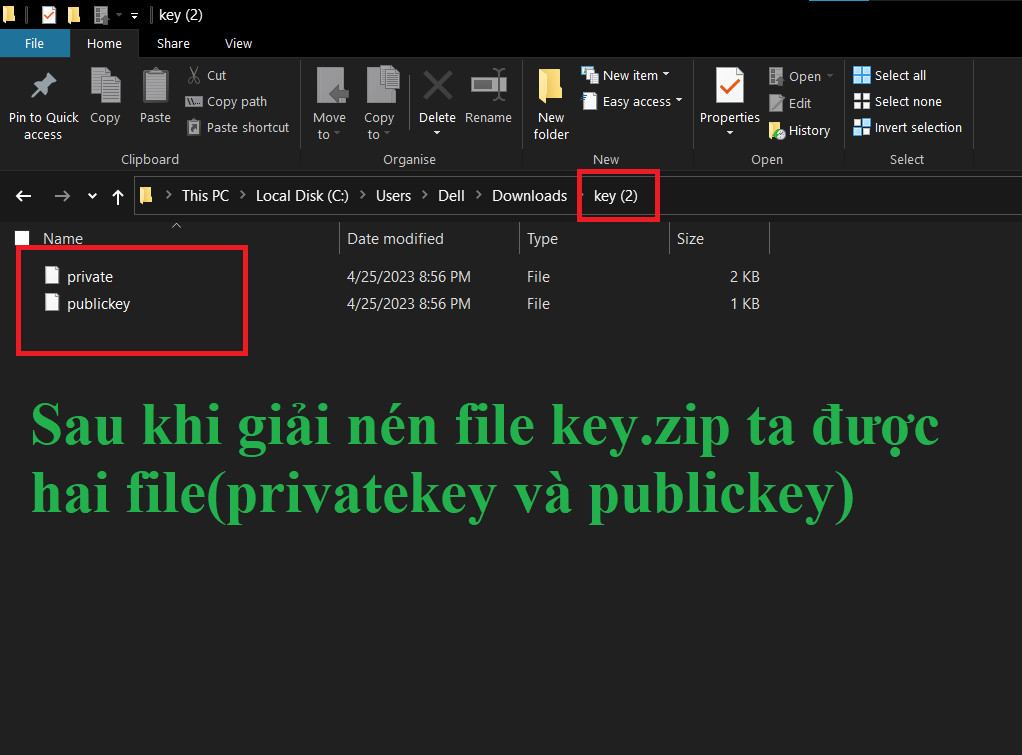 key (2)
File Home Share View
Pin to Quick access
Copy
Paste
Cut
Copy path
Paste shortcut
Clipboard
Move to
Copy to
Delete
Rename
Organise
New folder
New item
Easy access
New
Properties
Open
Edit
History
Open
Select all
Select none
Invert selection
Select
This PC Local Disk (C:) Users Dell Downloads key (2)
Name Date modified Type Size
private 4/25/2023 8:56 PM File 2 KB
publickey 4/25/2023 8:56 PM File 1 KB
Sau khi giải nén file key.zip ta được
hai file(privatekey và publickey)